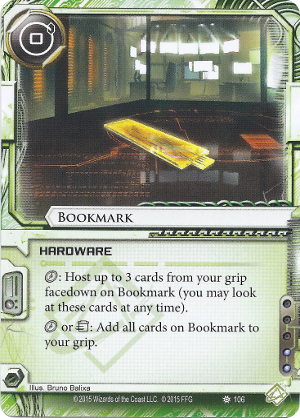 0
BOOKMARK
HARDWARE
: Host up to 3 cards from your grip
facedown on Bookmark (you may look
at these cards at any time).
or : Add all cards on Bookmark to
your grip.
Illus. Bruno Balixa
© 2015 Wizards of the Coast LLC. © 2015 FFG
106